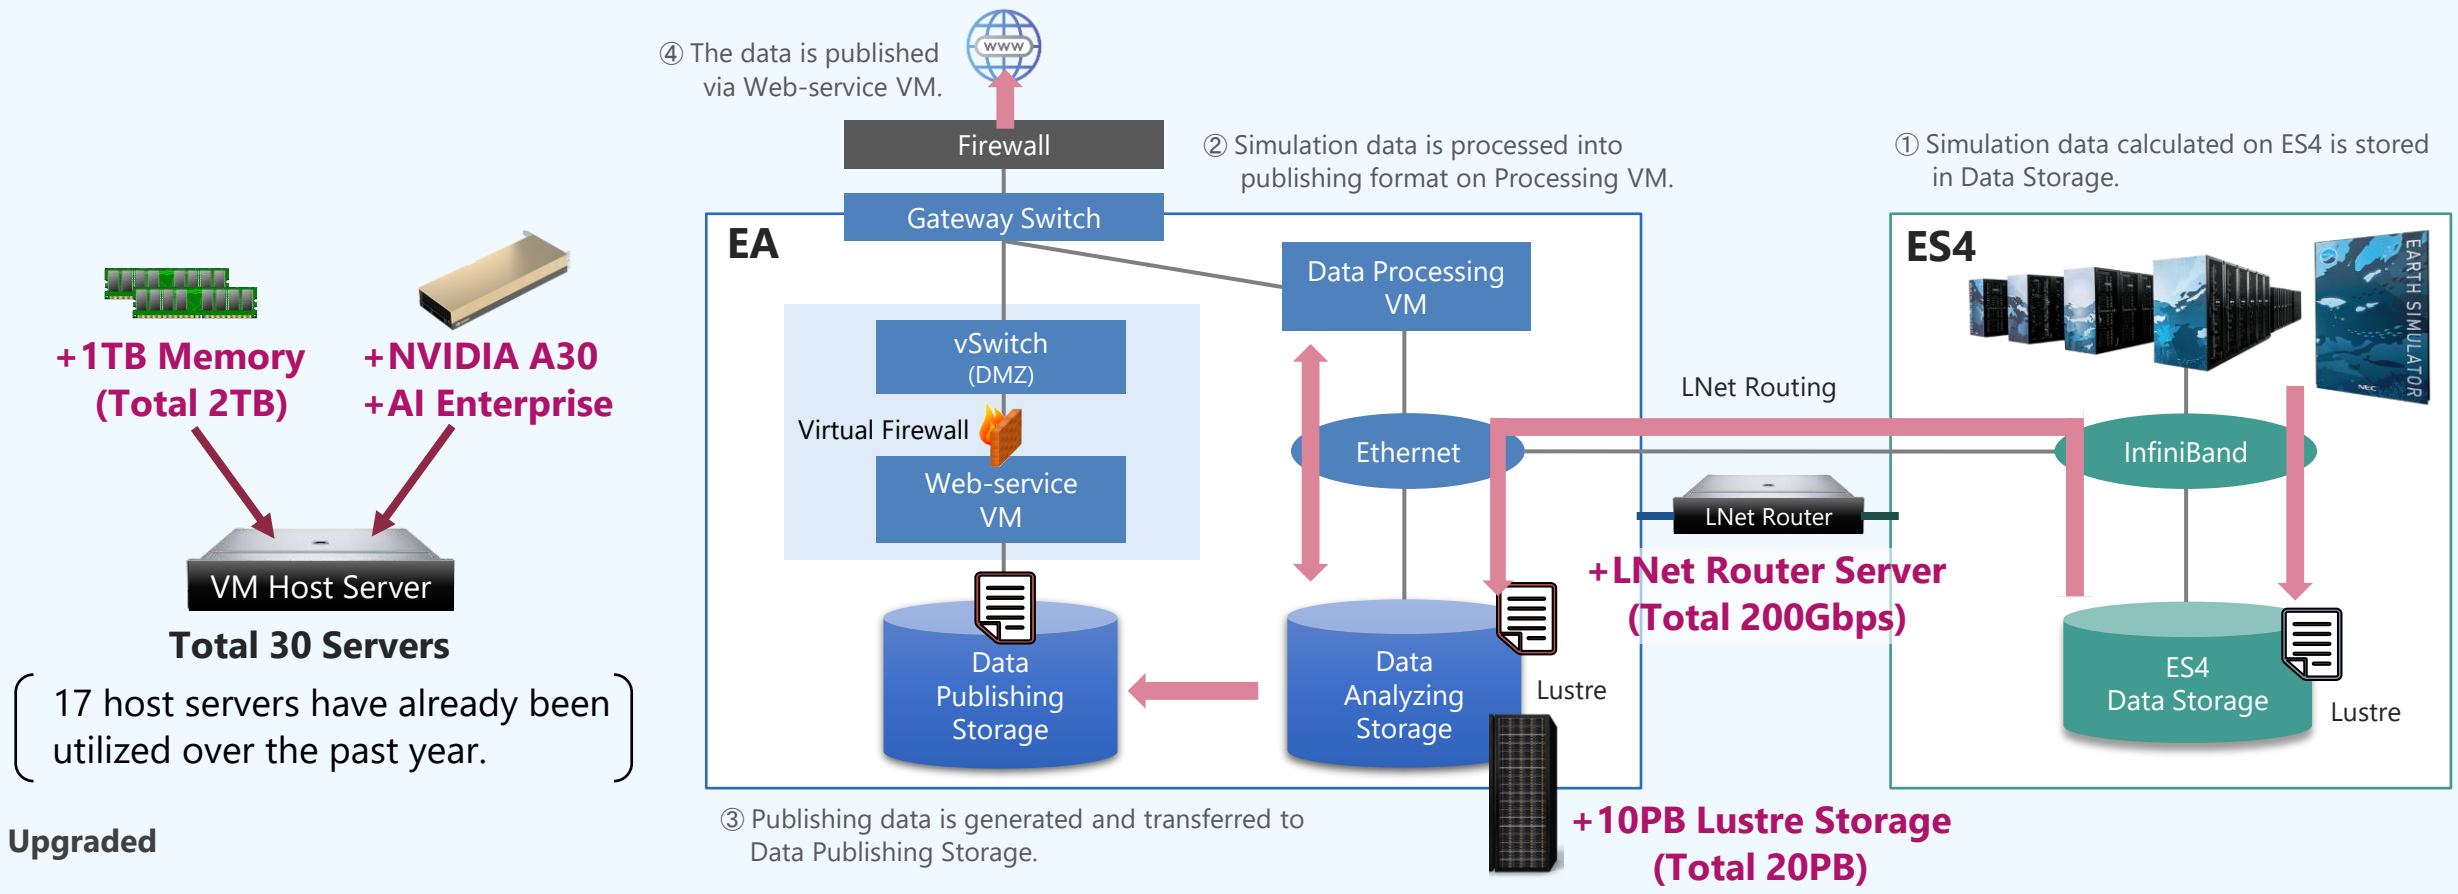 ④ The data is published
via Web-service VM.
www
Firewall
Gateway Switch
② Simulation data is processed into
publishing format on Processing VM.
① Simulation data calculated on ES4 is stored
in Data Storage.
+1TB Memory
(Total 2TB)
+NVIDIA A30
+AI Enterprise
VM Host Server
Total 30 Servers
17 host servers have already been
utilized over the past year.
Upgraded
EA
vSwitch
(DMZ)
Virtual Firewall
Web-service
VM
Data Processing
VM
Ethernet
Data
Publishing
Storage
Data
Analyzing
Storage
Lustre
③ Publishing data is generated and transferred to
Data Publishing Storage.
LNet Routing
LNet Router
+LNet Router Server
(Total 200Gbps)
+10PB Lustre Storage
(Total 20PB)
ES4
EARTH SIMULATOR
NEC
InfiniBand
ES4
Data Storage
Lustre